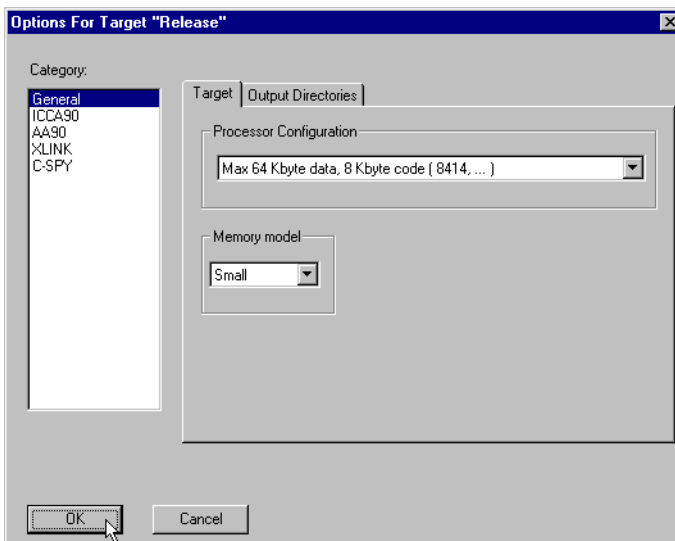 Options For Target "Release"
Category:
General
ICCA90
AA90
XLINK
C-SPY
Target
Output Directories
Processor Configuration
Max 64 Kbyte data, 8 Kbyte code ( 8414, ... )
Memory model
Small
OK
Cancel